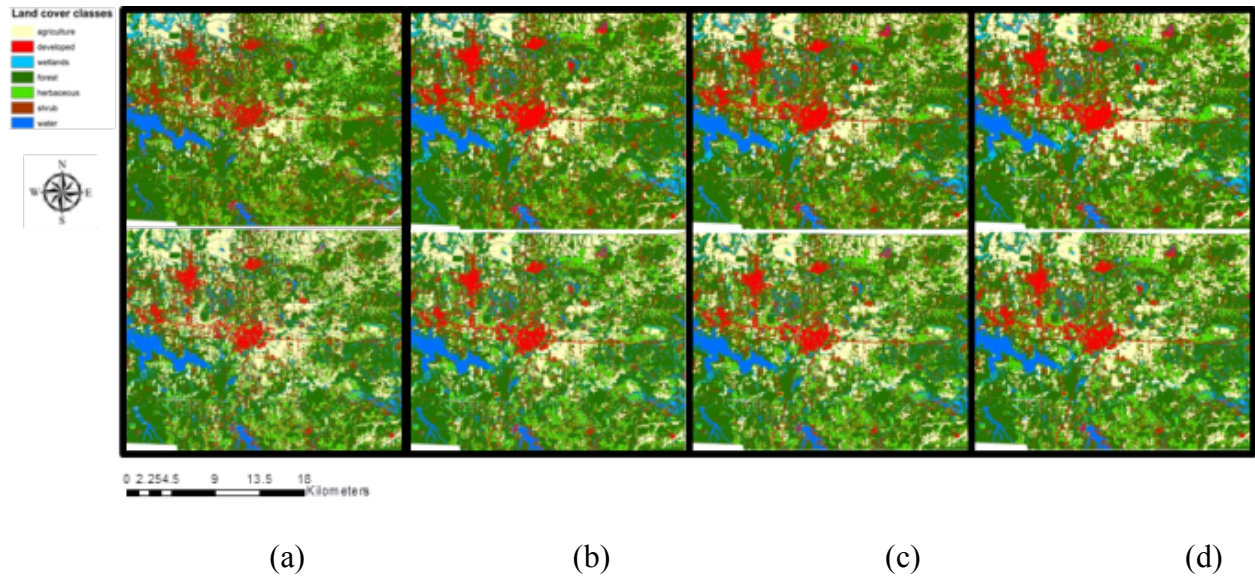 Land cover classes
agriculture
developed
wetlands
forest
herbaceous
shrub
water
N
W E
S
0 2.254.5 9 13.5 18
Kilometers
(a) (b) (c) (d)